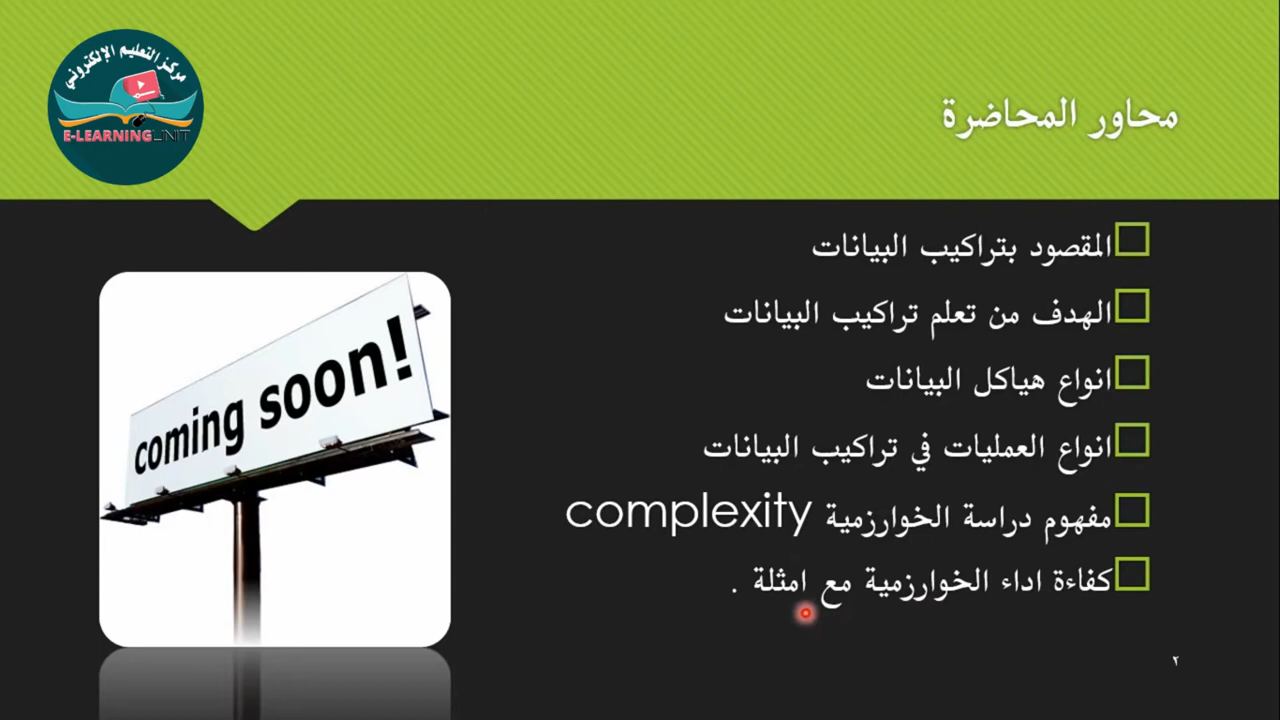 مركز التعليم الإلكتروني
E-LEARNING UNIT
محاور المحاضرة
المقصود بتراكيب البيانات
الهدف من تعلم تراكيب البيانات
انواع هياكل البيانات
انواع العمليات في تراكيب البيانات
مفهوم دراسة الخوارزمية complexity
كفاءة اداء الخوارزمية مع امثلة .
coming soon!
٢